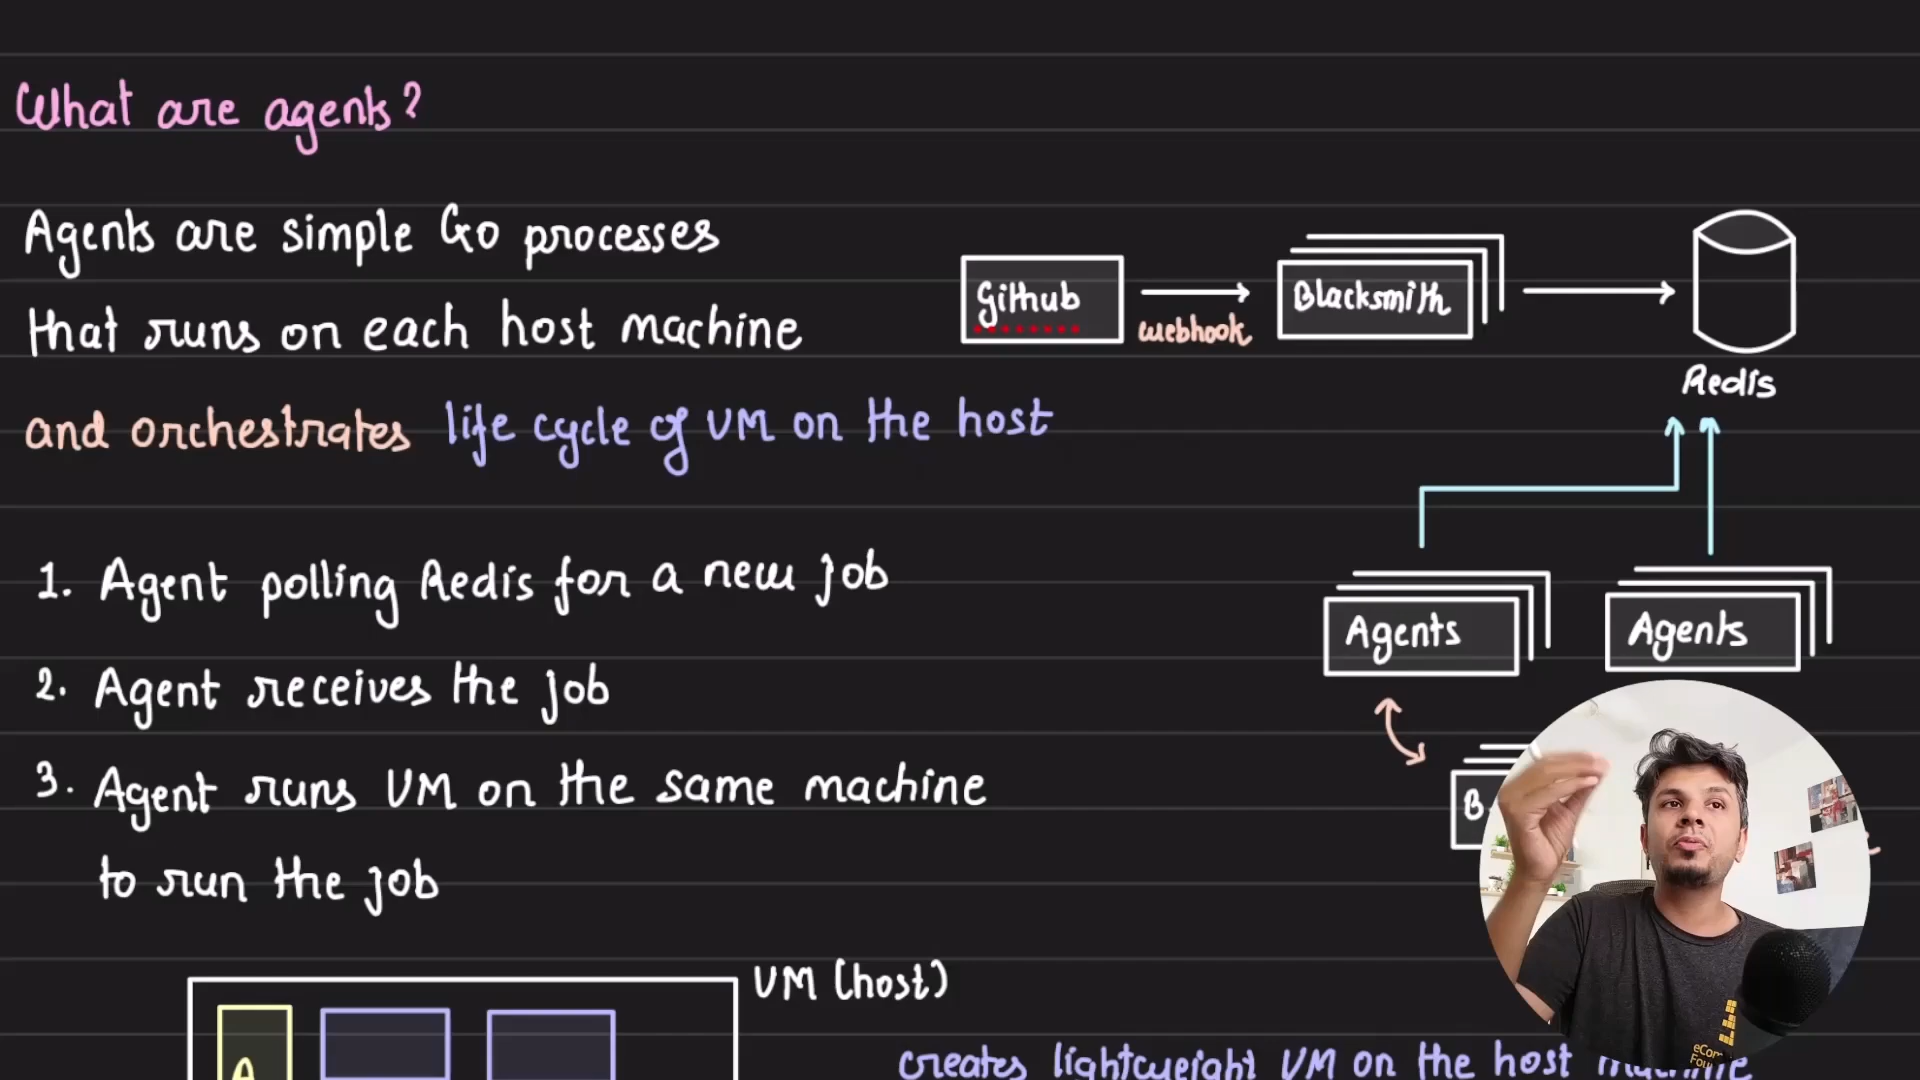 What are agents?
Agents are simple Go processes
that runs on each host machine
and orchestrates life cycle of VM on the host
1. Agent polling Redis for a new job
2. Agent receives the job
3. Agent runs VM on the same machine
to run the job
Github
webhook
Blacksmith
Redis
Agents
Agents
B
VM (host)
A
creates lightweight VM on the host machine